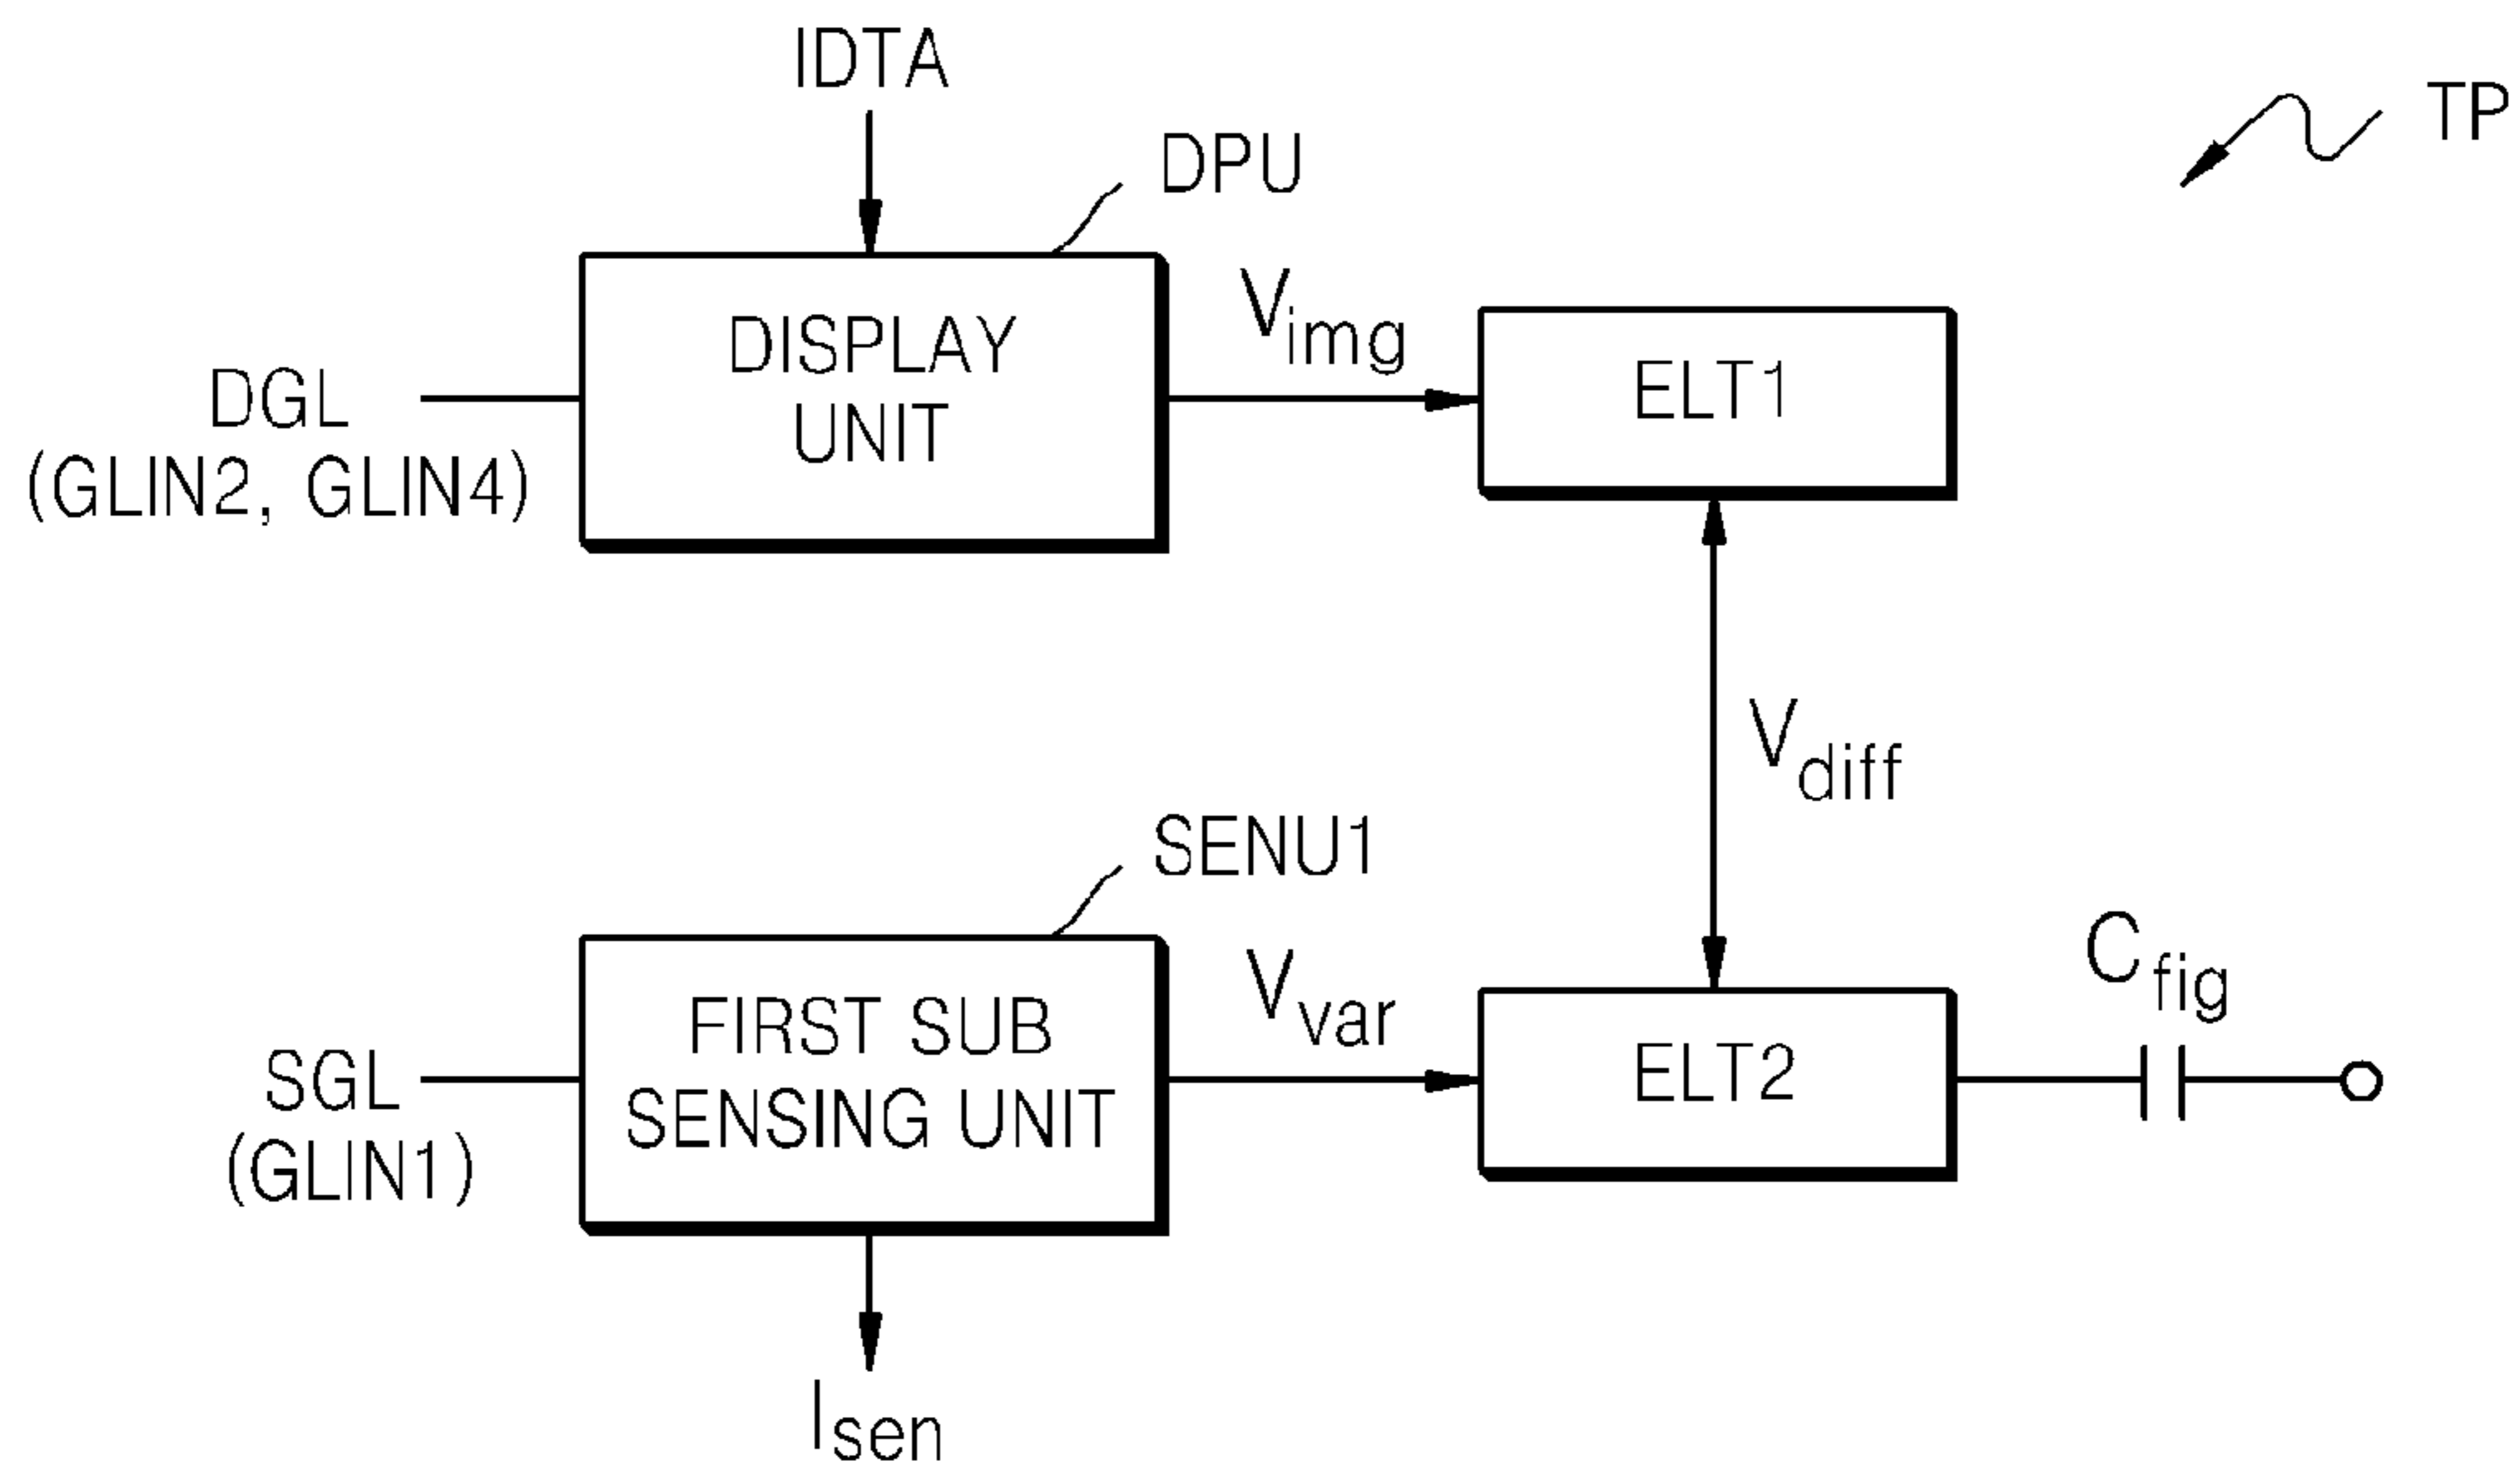 IDTA
TP
DPU
DISPLAY
UNIT
Vimg
ELT1
DGL
(GLIN2, GLIN4)
Vdiff
SENU1
FIRST SUB
SENSING UNIT
Vvar
ELT2
Cfig
SGL
(GLIN1)
Isen